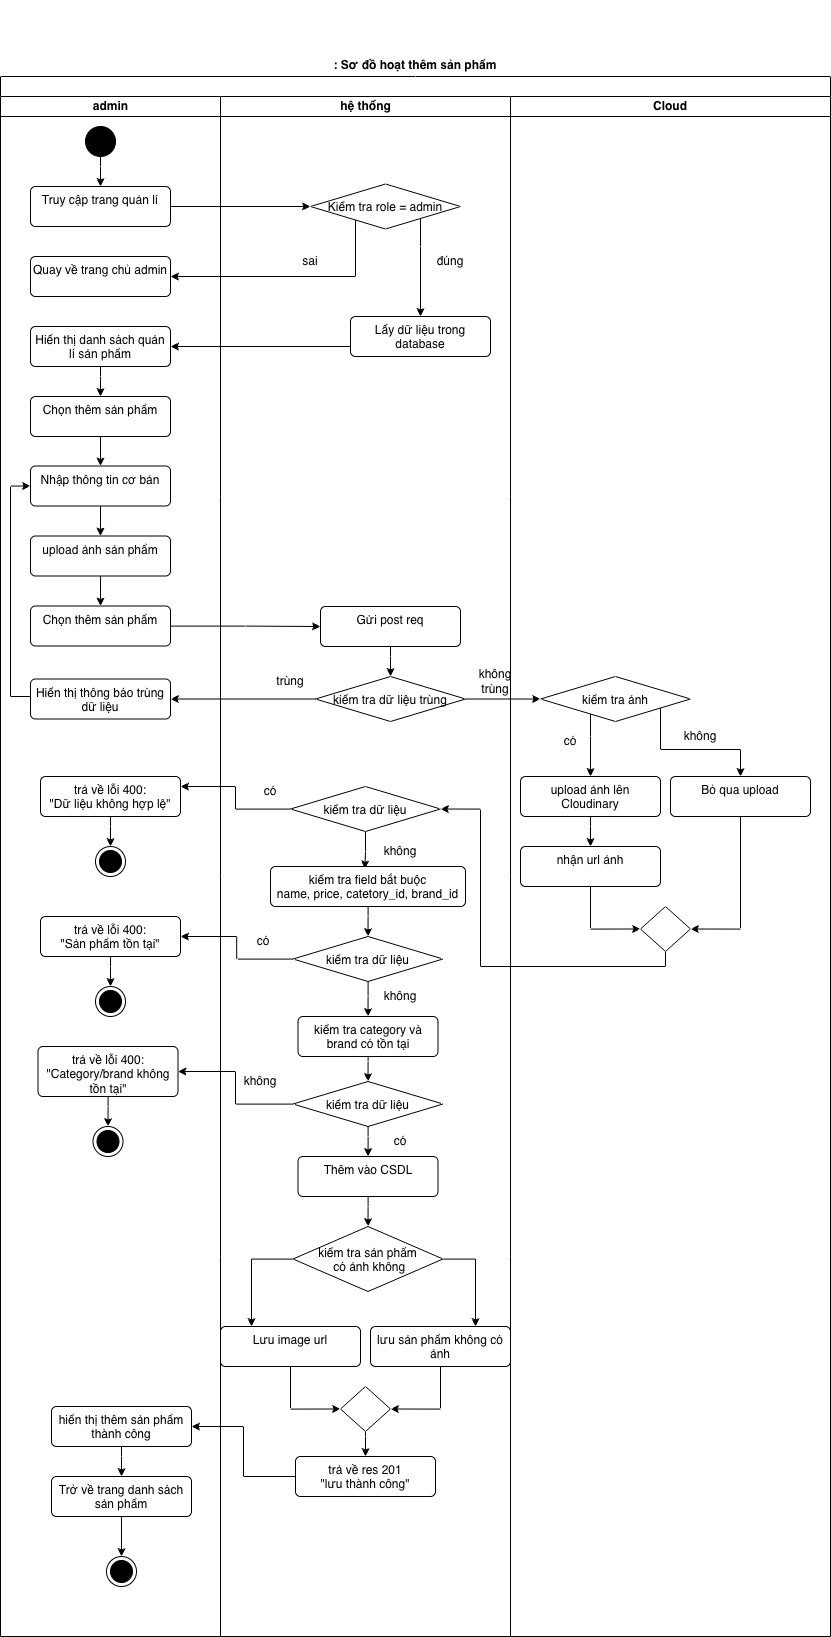 : Sơ đồ hoạt thêm sản phẩm
admin
hệ thống
Cloud
Truy cập trang quản lí
Kiểm tra role = admin
sai
đúng
Quay về trang chủ admin
Lấy dữ liệu trong
database
Hiển thị danh sách quản
lí sản phẩm
Chọn thêm sản phẩm
Nhập thông tin cơ bản
upload ảnh sản phẩm
Chọn thêm sản phẩm
Gửi post req
trùng
không
trùng
Hiển thị thông báo trùng
dữ liệu
kiểm tra dữ liệu trùng
kiểm tra ảnh
có
không
upload ảnh lên
Cloudinary
Bỏ qua upload
nhận url ảnh
trả về lỗi 400:
"Dữ liệu không hợp lệ"
có
kiểm tra dữ liệu
không
kiểm tra field bắt buộc
name, price, catetory_id, brand_id
trả về lỗi 400:
"Sản phẩm tồn tại"
có
kiểm tra dữ liệu
không
kiểm tra category và
brand có tồn tại
trả về lỗi 400:
"Category/brand không
tồn tại"
không
kiểm tra dữ liệu
có
Thêm vào CSDL
kiểm tra sản phẩm
có ảnh không
Lưu image url
lưu sản phẩm không có
ảnh
hiển thị thêm sản phẩm
thành công
trả về res 201
"lưu thành công"
Trở về trang danh sách
sản phẩm